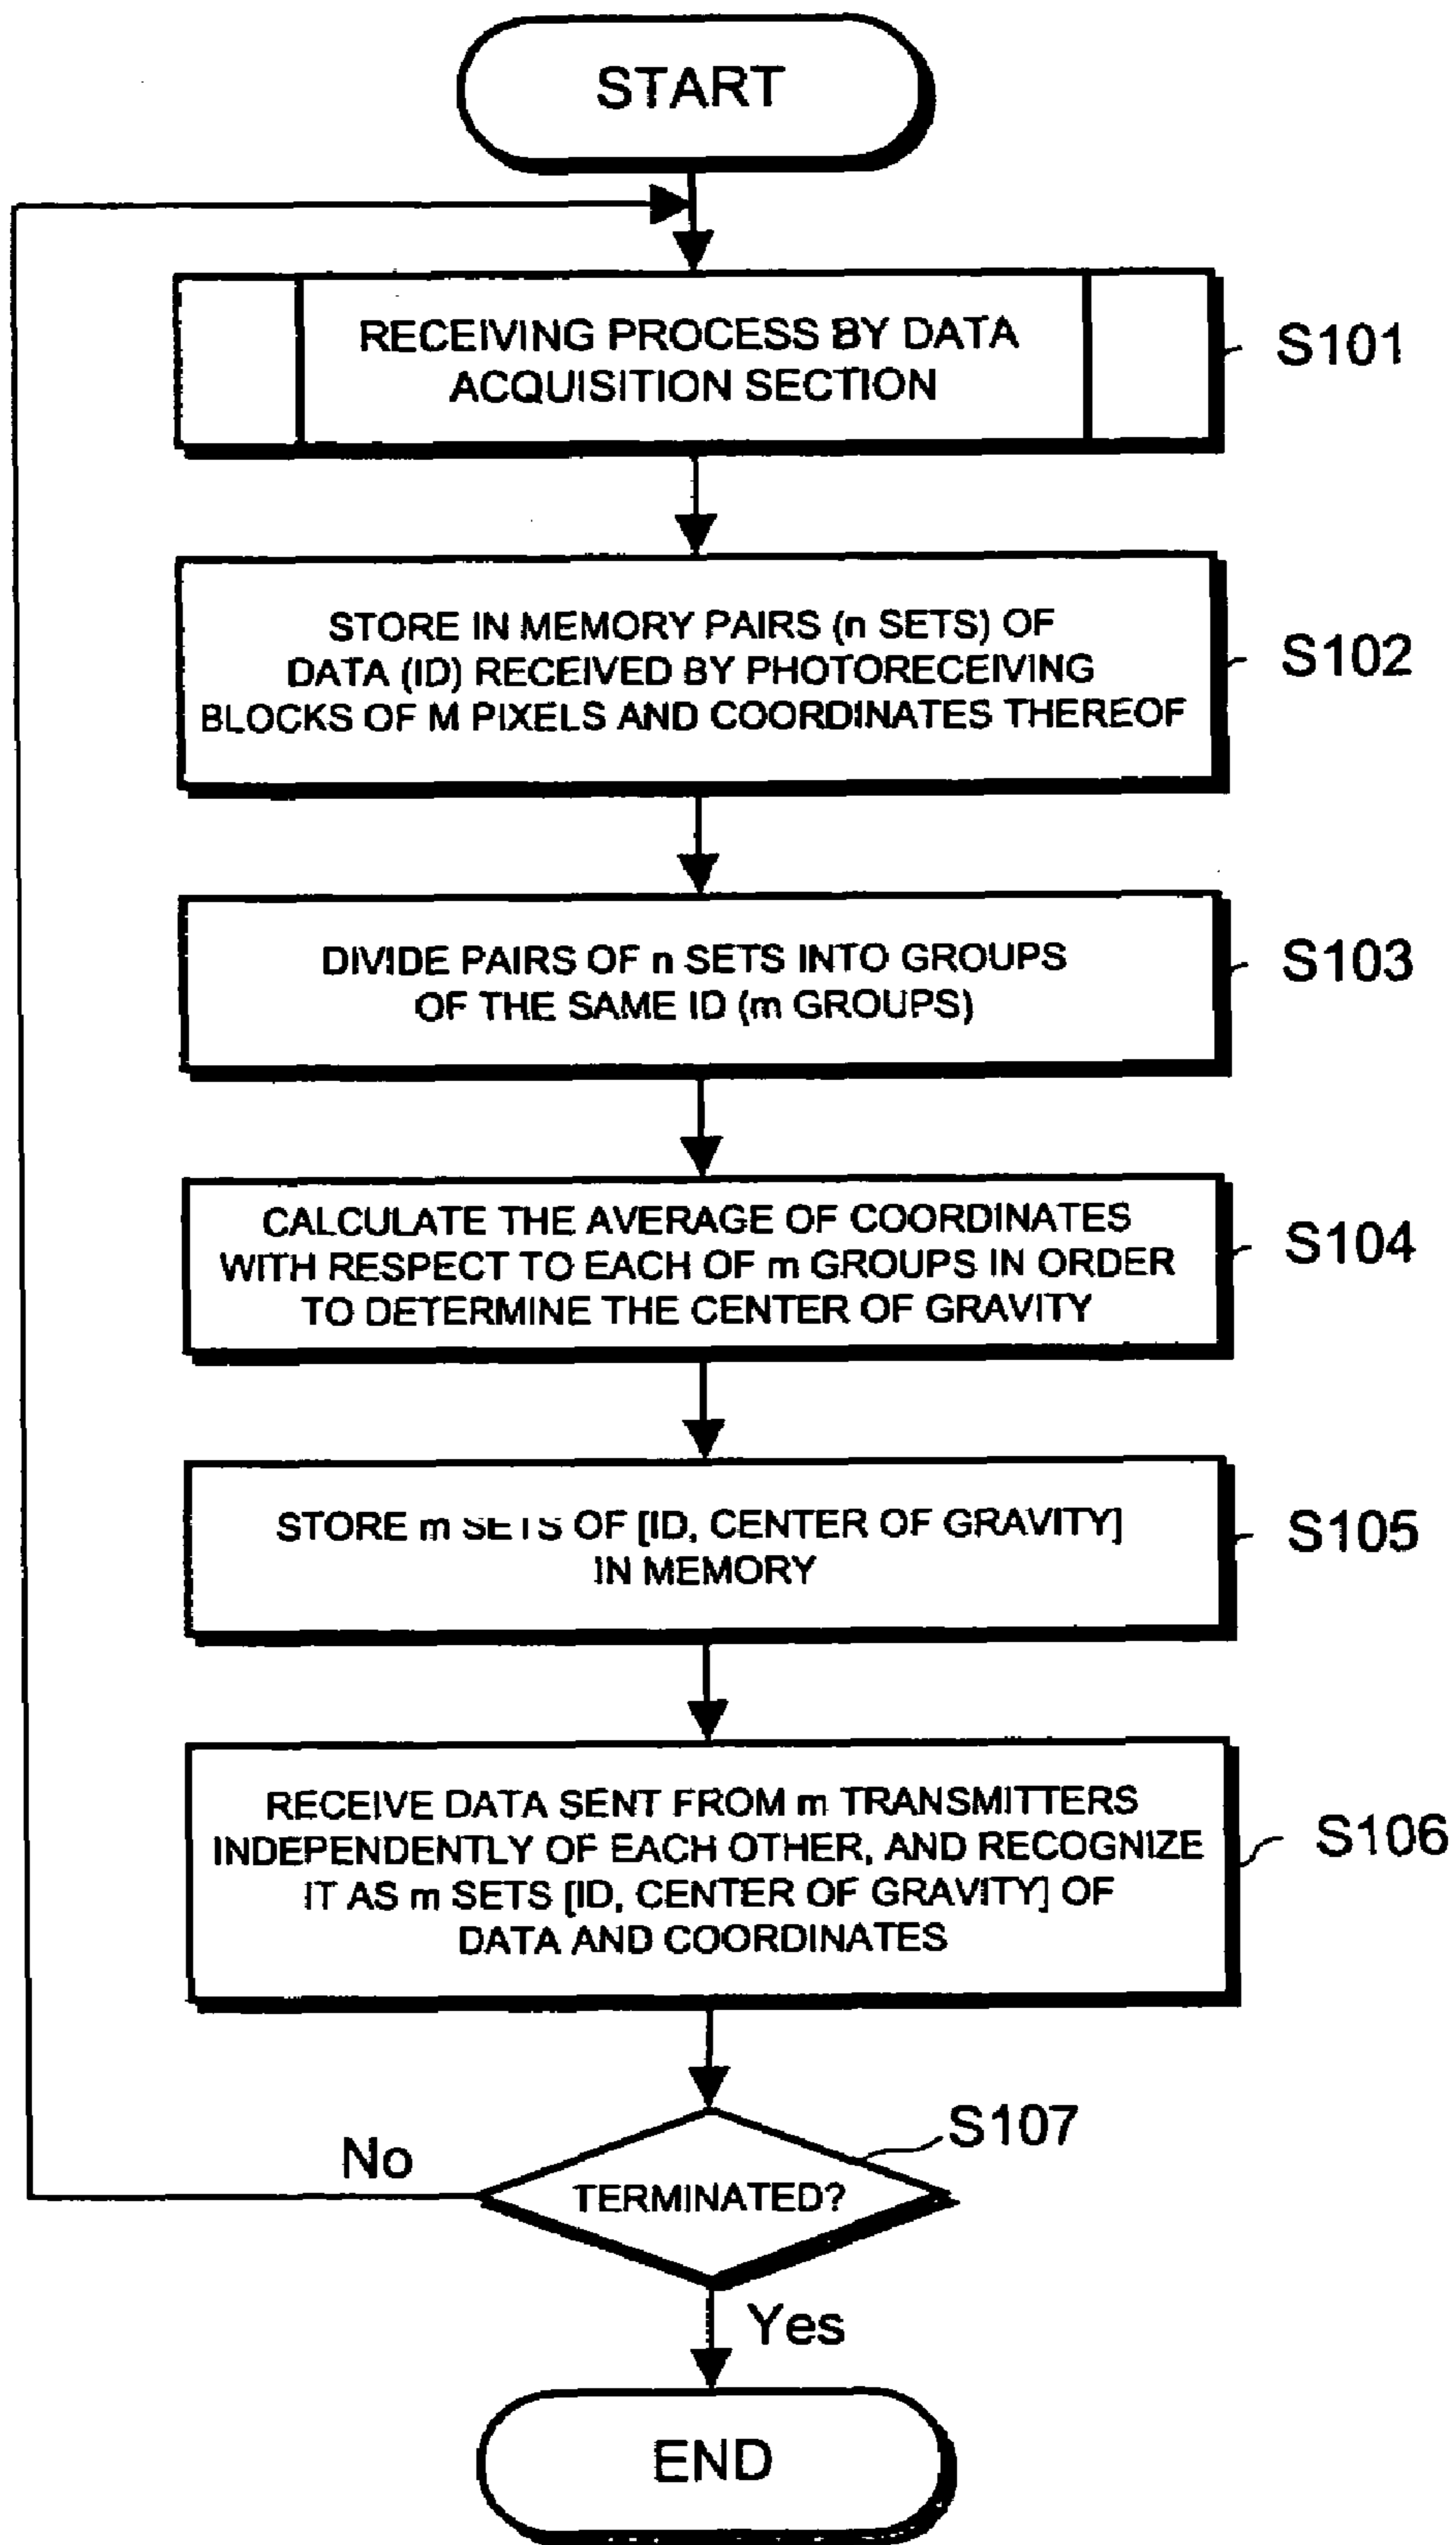 START
RECEIVING PROCESS BY DATA
ACQUISITION SECTION
S101
STORE IN MEMORY PAIRS (n SETS) OF
DATA (ID) RECEIVED BY PHOTORECEIVING
BLOCKS OF M PIXELS AND COORDINATES THEREOF
S102
DIVIDE PAIRS OF n SETS INTO GROUPS
OF THE SAME ID (m GROUPS)
S103
CALCULATE THE AVERAGE OF COORDINATES
WITH RESPECT TO EACH OF m GROUPS IN ORDER
TO DETERMINE THE CENTER OF GRAVITY
S104
STORE m SETS OF [ID, CENTER OF GRAVITY]
IN MEMORY
S105
RECEIVE DATA SENT FROM m TRANSMITTERS
INDEPENDENTLY OF EACH OTHER, AND RECOGNIZE
IT AS m SETS [ID, CENTER OF GRAVITY] OF
DATA AND COORDINATES
S106
S107
No
TERMINATED?
Yes
END